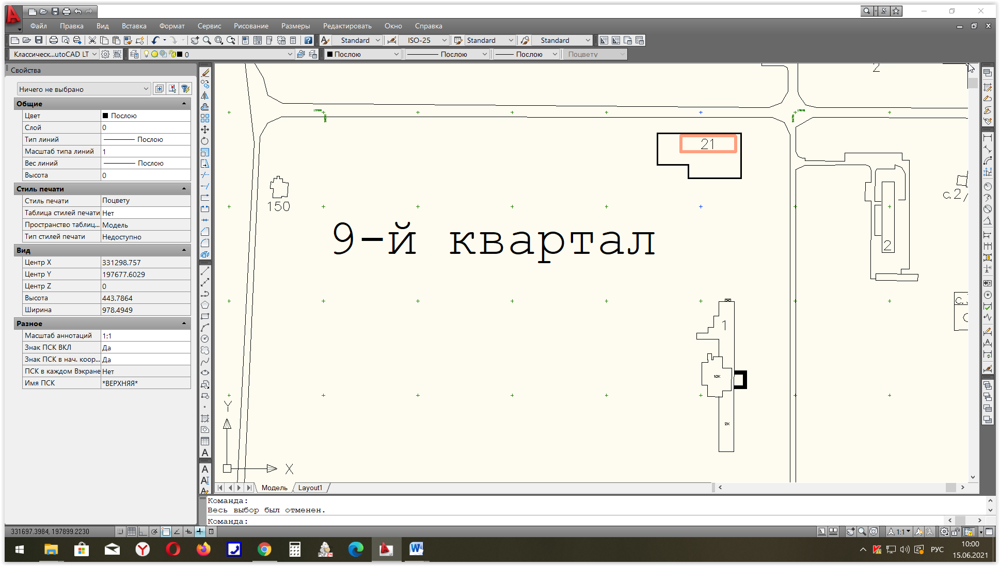 Файл Правка Вид Вставка Формат Сервис Рисование Размеры Редактировать Окно Справка
Standard ISO-25 Standard Standard
Классическ...utoCAD LT 0 Послою Послою Послою Поцвету
Свойства
Ничего не выбрано
Общие
Цвет Послою
Слой 0
Тип линий Послою
Масштаб типа линий 1
Вес линий Послою
Высота 0
Стиль печати
Стиль печати Поцвету
Таблица стилей печати Нет
Пространство таблиц... Модель
Тип стилей печати Недоступно
Вид
Центр X 331298.757
Центр Y 197677.6029
Центр Z 0
Высота 443.7864
Ширина 978.4949
Разное
Масштаб аннотаций 1:1
Знак ПСК ВКЛ Да
Знак ПСК в нач. коор... Да
ПСК в каждом Вэкране Нет
Имя ПСК *ВЕРХНЯЯ*
2
21
150
с.2/
9-й квартал
2
с.
1
10К
2К
Y
X
Модель Layout1
Команда:
Весь выбор был отменен.
Команда:
331697.3984, 197899.2230 1:1
W PDF24 LT РУС 10:00
15.06.2021